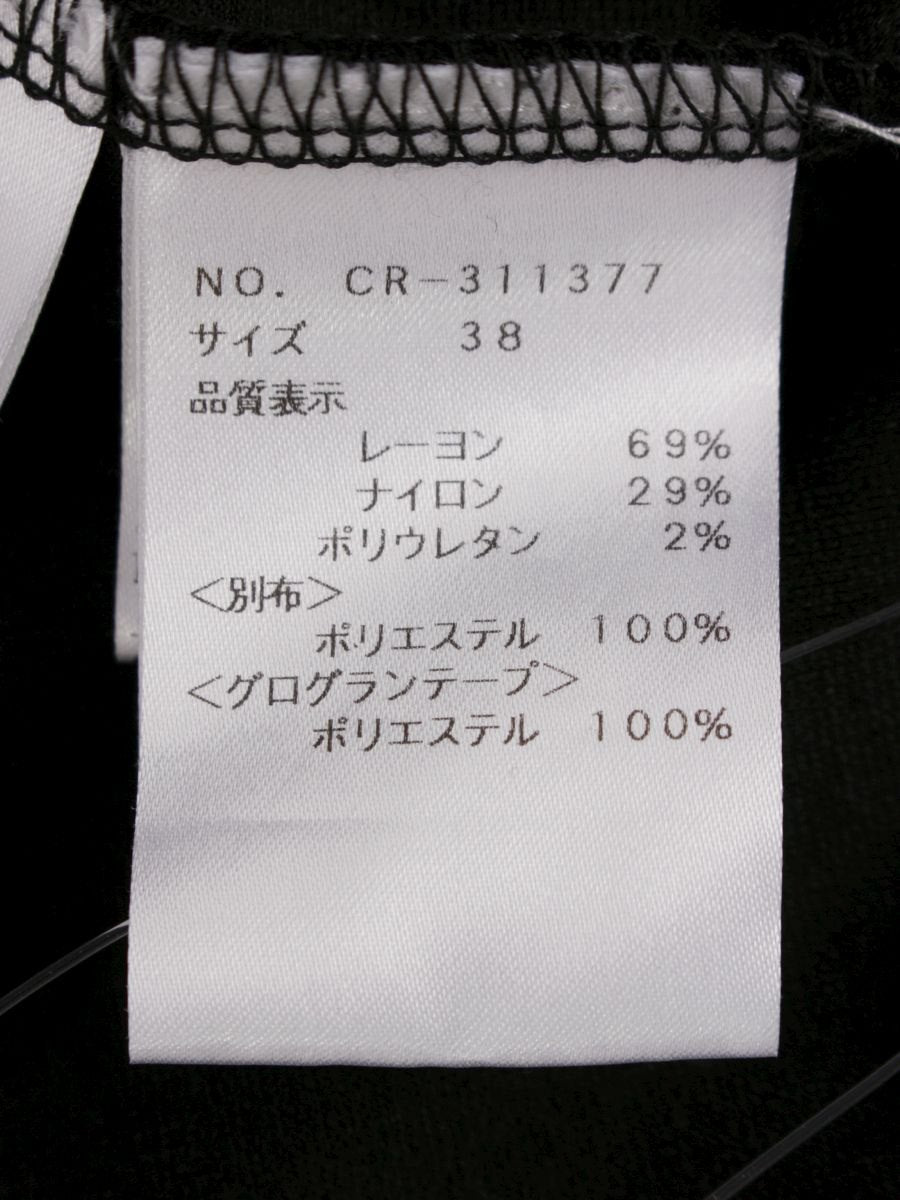 NO. CR-311377
サイズ 38
品質表示
レーヨン 69%
ナイロン 29%
ポリウレタン 2%
<別布>
ポリエステル 100%
<グログランテープ>
ポリエステル 100%